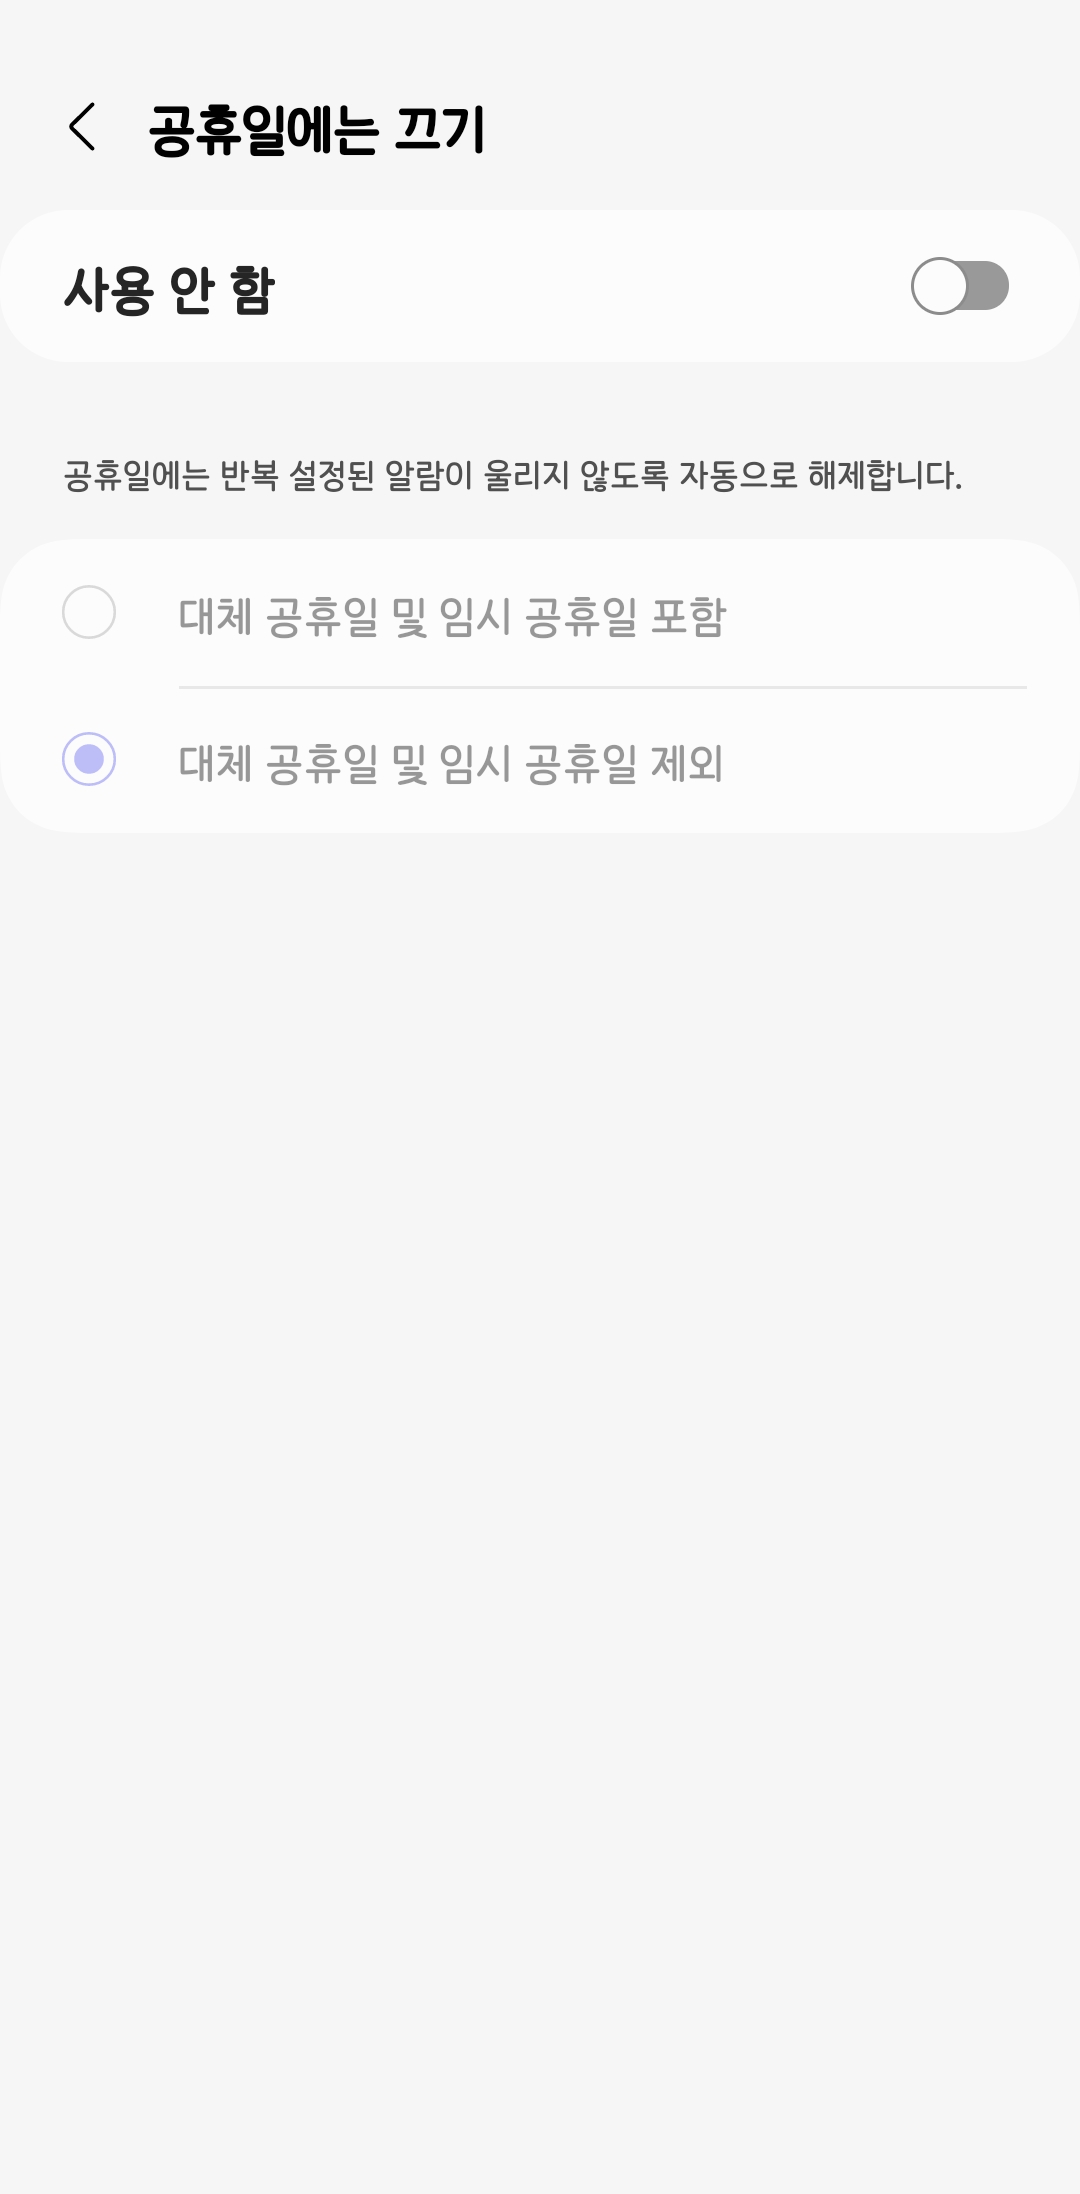 공휴일에는 끄기
사용 안 함
공휴일에는 반복 설정된 알람이 울리지 않도록 자동으로 해제합니다.
대체 공휴일 및 임시 공휴일 포함
대체 공휴일 및 임시 공휴일 제외